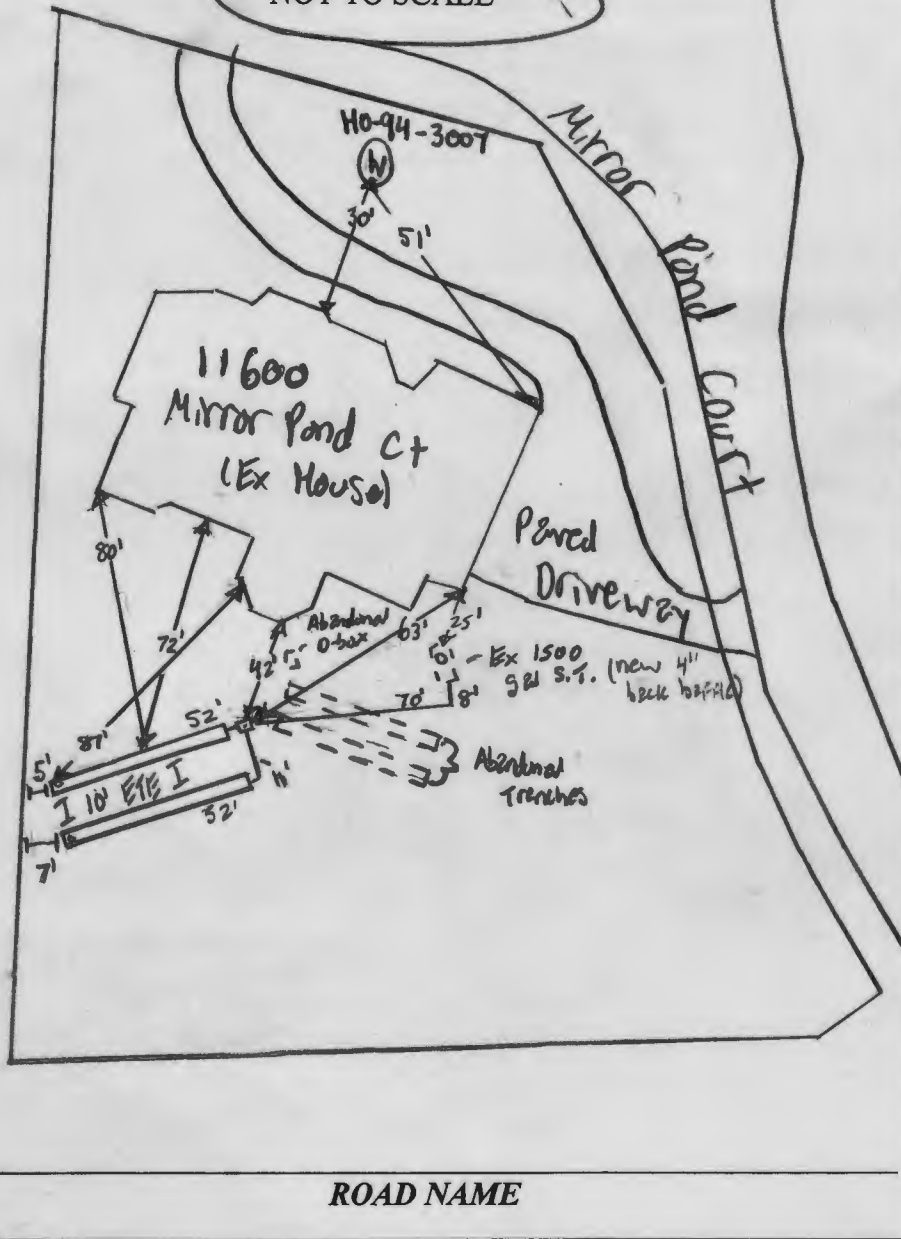 NOT TO SCALE
HO-94-3007
W
30'
51'
Mirror Pond Court
11600
Mirror Pond Ct
(Ex House)
Paved
Driveway
80'
72'
87'
42'
Abandoned
D-box
63'
25'
Ex 1500
gal S.T. (new 4"
back baffle)
70'
8'
52'
5'
I 10' ETE I
11'
52'
7'
Abandoned
Trenches
ROAD NAME